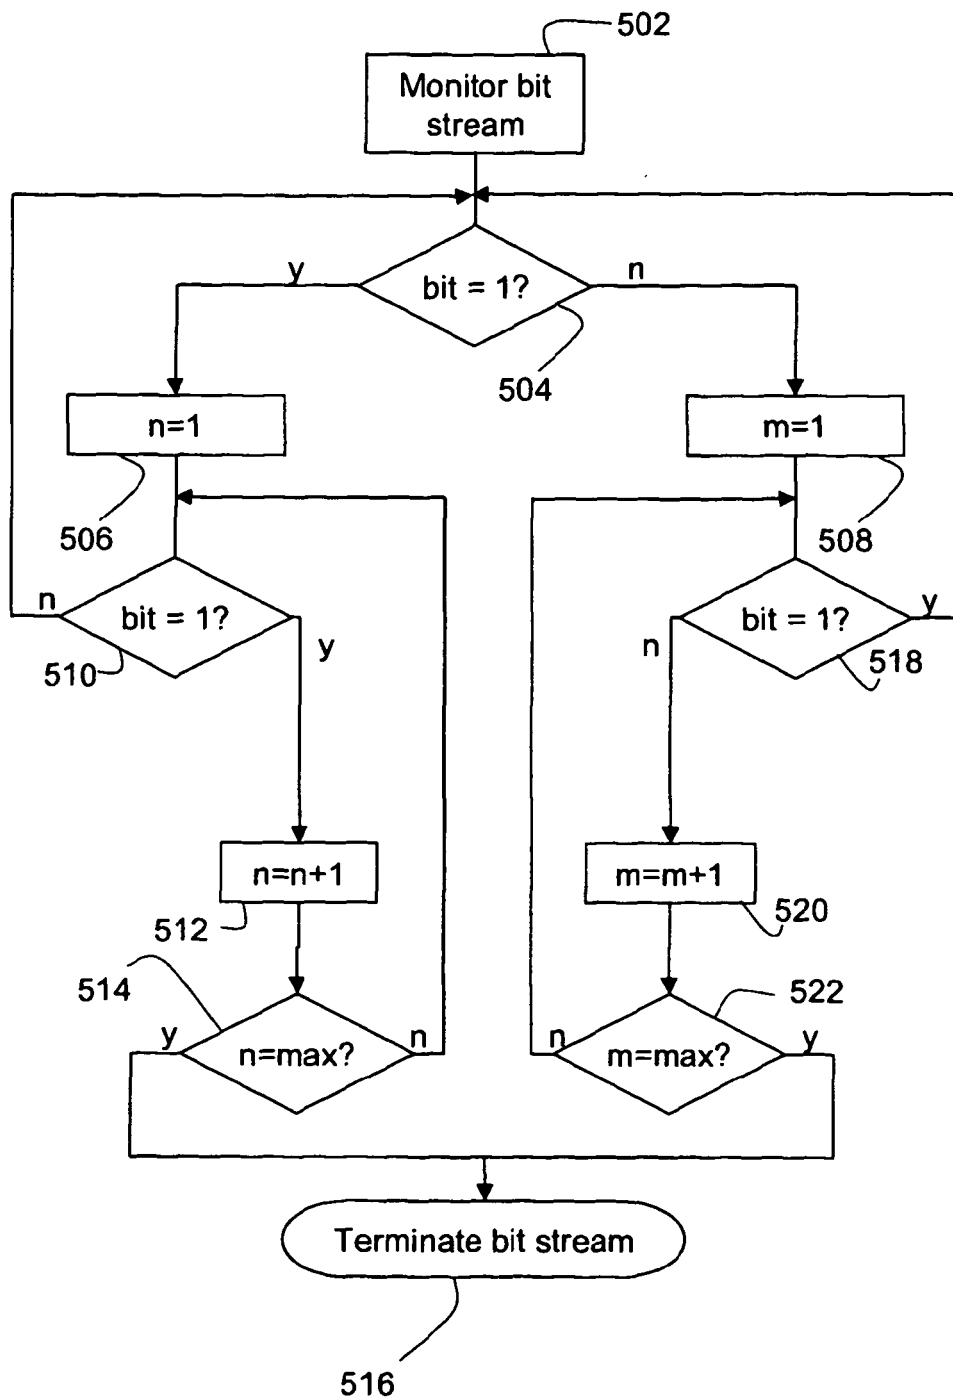 502
Monitor bit
stream
y
bit = 1?
n
504
n=1
m=1
506
508
n
bit = 1?
y
510
n
bit = 1?
y
518
n=n+1
m=m+1
512
520
514
522
y
n=max?
n
n
m=max?
y
Terminate bit stream
516